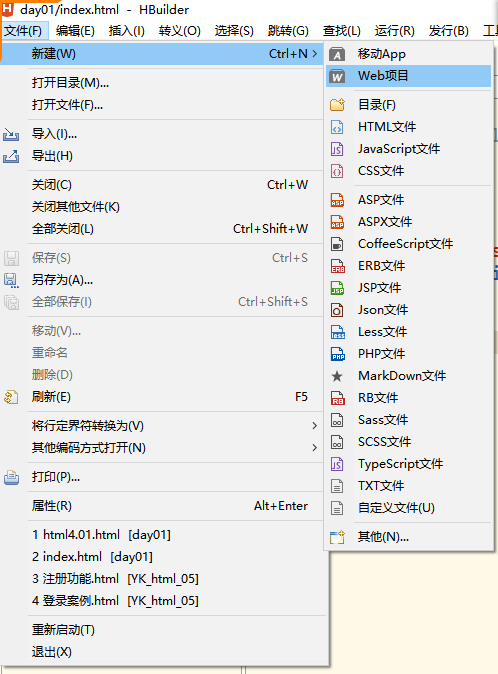 day01/index.html - HBuilder
文件(F) 编辑(E) 插入(I) 转义(O) 选择(S) 跳转(G) 查找(L) 运行(R) 发行(B) 工
新建(W) Ctrl+N
打开目录(M)...
打开文件(F)...
导入(I)...
导出(H)
关闭(C) Ctrl+W
关闭其他文件(K)
全部关闭(L) Ctrl+Shift+W
保存(S) Ctrl+S
另存为(A)...
全部保存(I) Ctrl+Shift+S
移动(V)...
重命名
删除(D)
刷新(E) F5
将行定界符转换为(V)
其他编码方式打开(N)
打印(P)...
属性(R) Alt+Enter
1 html4.01.html [day01]
2 index.html [day01]
3 注册功能.html [YK_html_05]
4 登录案例.html [YK_html_05]
重新启动(T)
退出(X)
移动App
Web项目
目录(F)
HTML文件
JavaScript文件
CSS文件
ASP文件
ASPX文件
CoffeeScript文件
ERB文件
JSP文件
Json文件
Less文件
PHP文件
MarkDown文件
RB文件
Sass文件
SCSS文件
TypeScript文件
TXT文件
自定义文件(U)
其他(N)...